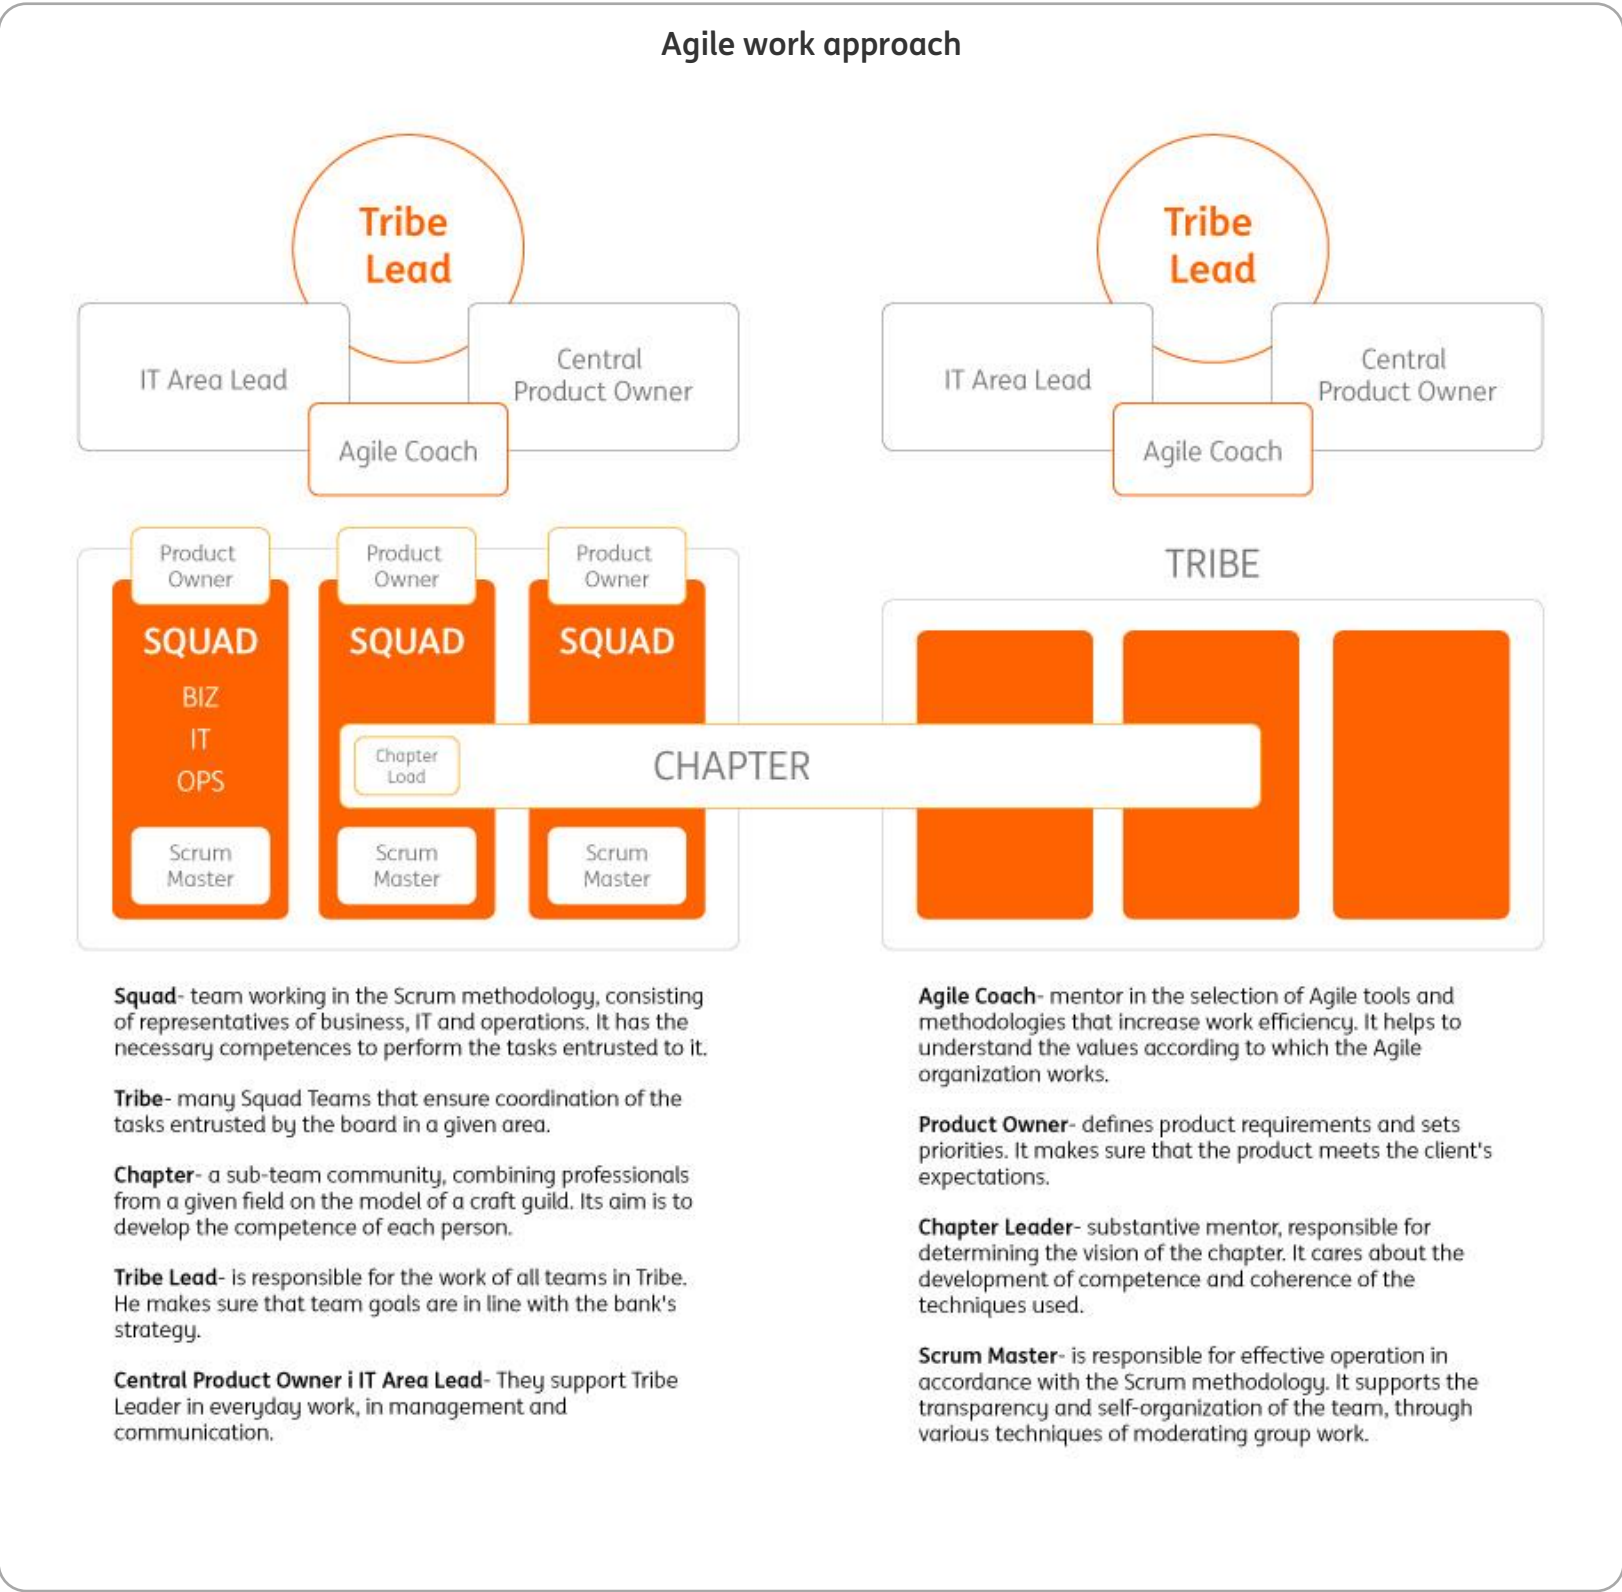 Agile work approach
Tribe
Lead
IT Area Lead
Central
Product Owner
Agile Coach
Tribe
Lead
IT Area Lead
Central
Product Owner
Agile Coach
Product
Owner
Product
Owner
Product
Owner
SQUAD
BIZ
IT
OPS
SQUAD
SQUAD
Chapter
Load
CHAPTER
Scrum
Master
Scrum
Master
Scrum
Master
TRIBE
Squad- team working in the Scrum methodology, consisting
of representatives of business, IT and operations. It has the
necessary competences to perform the tasks entrusted to it.
Tribe- many Squad Teams that ensure coordination of the
tasks entrusted by the board in a given area.
Chapter- a sub-team community, combining professionals
from a given field on the model of a craft guild. Its aim is to
develop the competence of each person.
Tribe Lead- is responsible for the work of all teams in Tribe.
He makes sure that team goals are in line with the bank's
strategy.
Central Product Owner i IT Area Lead- They support Tribe
Leader in everyday work, in management and
communication.
Agile Coach- mentor in the selection of Agile tools and
methodologies that increase work efficiency. It helps to
understand the values according to which the Agile
organization works.
Product Owner- defines product requirements and sets
priorities. It makes sure that the product meets the client's
expectations.
Chapter Leader- substantive mentor, responsible for
determining the vision of the chapter. It cares about the
development of competence and coherence of the
techniques used.
Scrum Master- is responsible for effective operation in
accordance with the Scrum methodology. It supports the
transparency and self-organization of the team, through
various techniques of moderating group work.